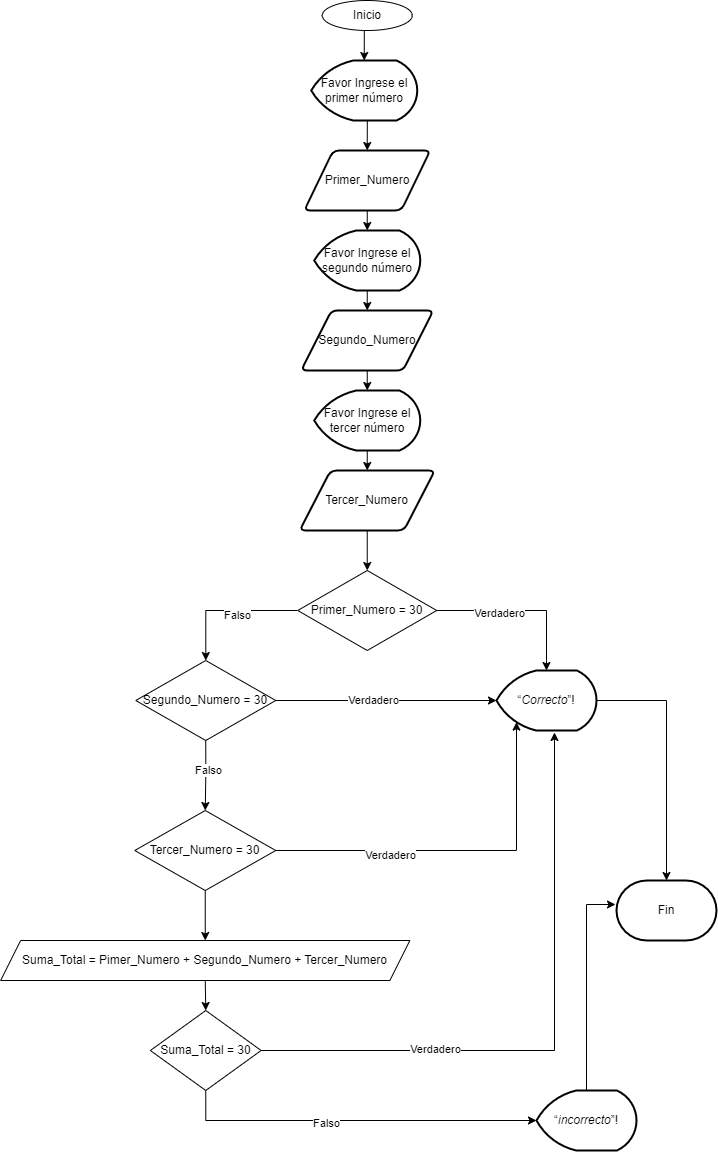 Inicio
Favor Ingrese el
primer número
Primer_Numero
Favor Ingrese el
segundo número
Segundo_Numero
Favor Ingrese el
tercer número
Tercer_Numero
Primer_Numero = 30
Falso
Verdadero
Segundo_Numero = 30
Verdadero
“Correcto”!
Falso
Tercer_Numero = 30
Verdadero
Fin
Suma_Total = Pimer_Numero + Segundo_Numero + Tercer_Numero
Suma_Total = 30
Verdadero
Falso
“incorrecto”!